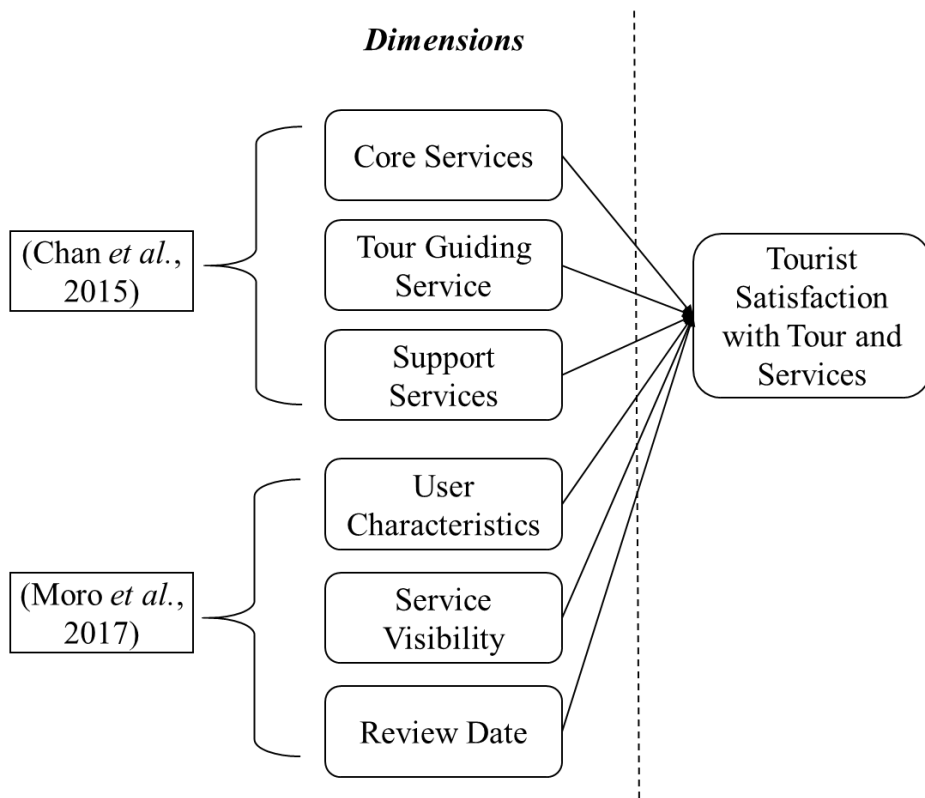 Dimensions
(Chan et al.,
2015)
Core Services
Tour Guiding
Service
Support
Services
(Moro et al.,
2017)
User
Characteristics
Service
Visibility
Review Date
Tourist
Satisfaction
with Tour and
Services